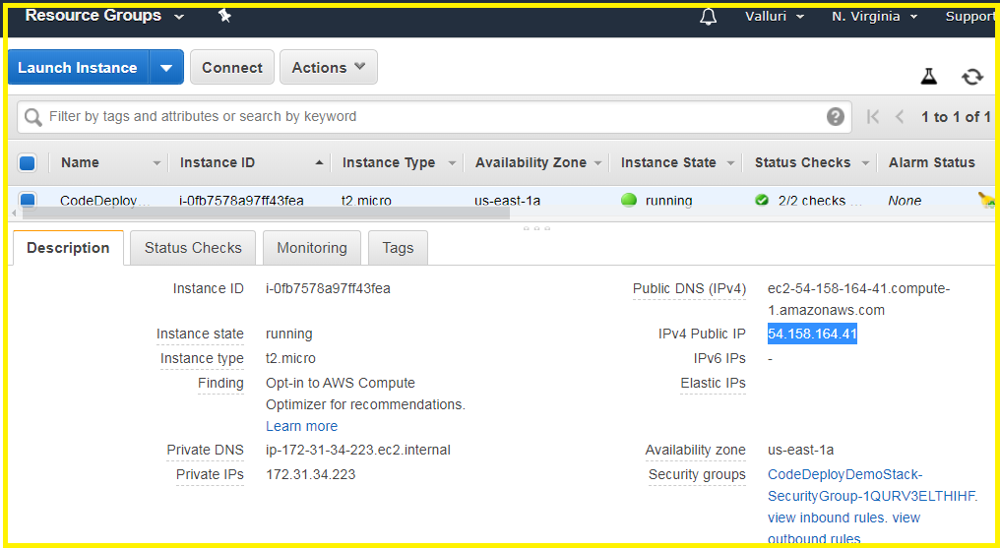 Resource Groups Valluri N. Virginia Support
Launch Instance Connect Actions
Filter by tags and attributes or search by keyword 1 to 1 of 1
Name Instance ID Instance Type Availability Zone Instance State Status Checks Alarm Status
CodeDeploy... i-0fb7578a97ff43fea t2.micro us-east-1a running 2/2 checks ... None
Description Status Checks Monitoring Tags
Instance ID i-0fb7578a97ff43fea
Public DNS (IPv4) ec2-54-158-164-41.compute-
1.amazonaws.com
Instance state running
IPv4 Public IP 54.158.164.41
Instance type t2.micro
IPv6 IPs -
Finding Opt-in to AWS Compute
Optimizer for recommendations.
Learn more
Elastic IPs
Private DNS ip-172-31-34-223.ec2.internal
Availability zone us-east-1a
Private IPs 172.31.34.223
Security groups CodeDeployDemoStack-
SecurityGroup-1QURV3ELTHIHF.
view inbound rules. view
outbound rules